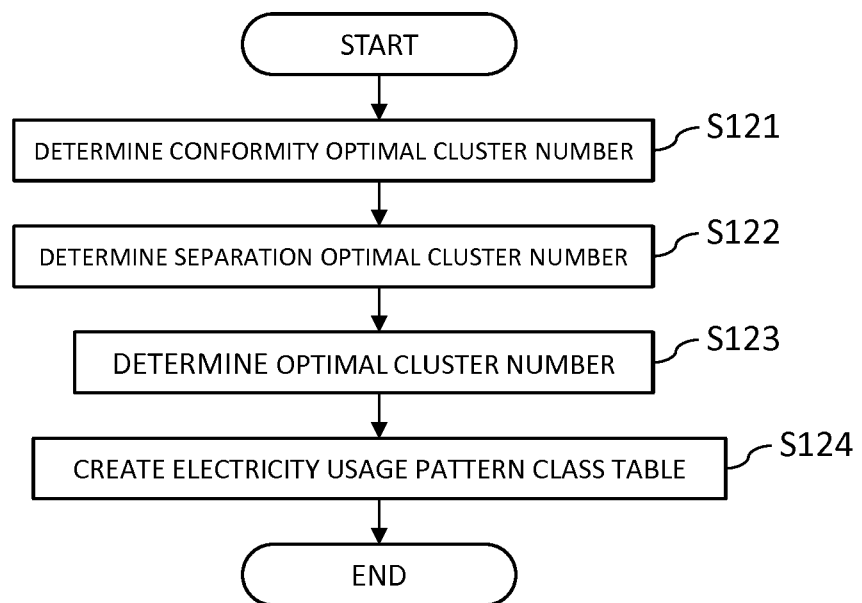 START
DETERMINE CONFORMITY OPTIMAL CLUSTER NUMBER
S121
DETERMINE SEPARATION OPTIMAL CLUSTER NUMBER
S122
DETERMINE OPTIMAL CLUSTER NUMBER
S123
CREATE ELECTRICITY USAGE PATTERN CLASS TABLE
S124
END